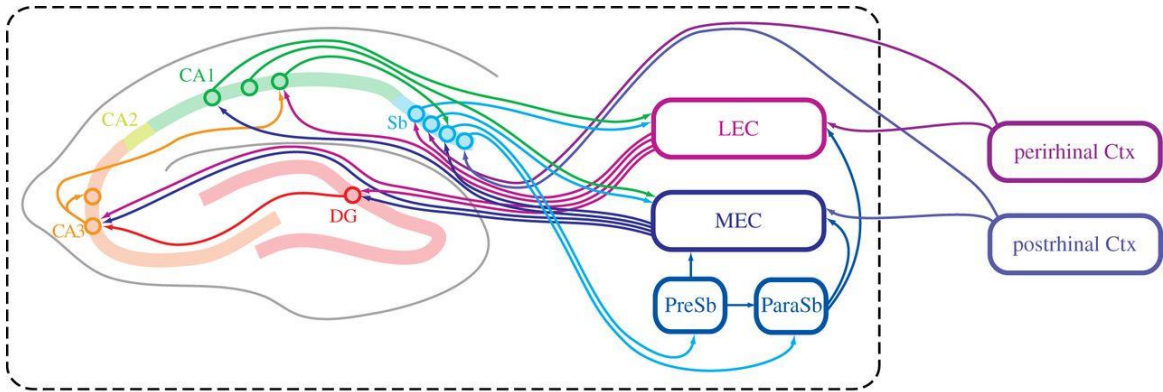 CA1
CA2
Sb
LEC
perirhinal Ctx
CA3
DG
MEC
postrhinal Ctx
PreSb
ParaSb